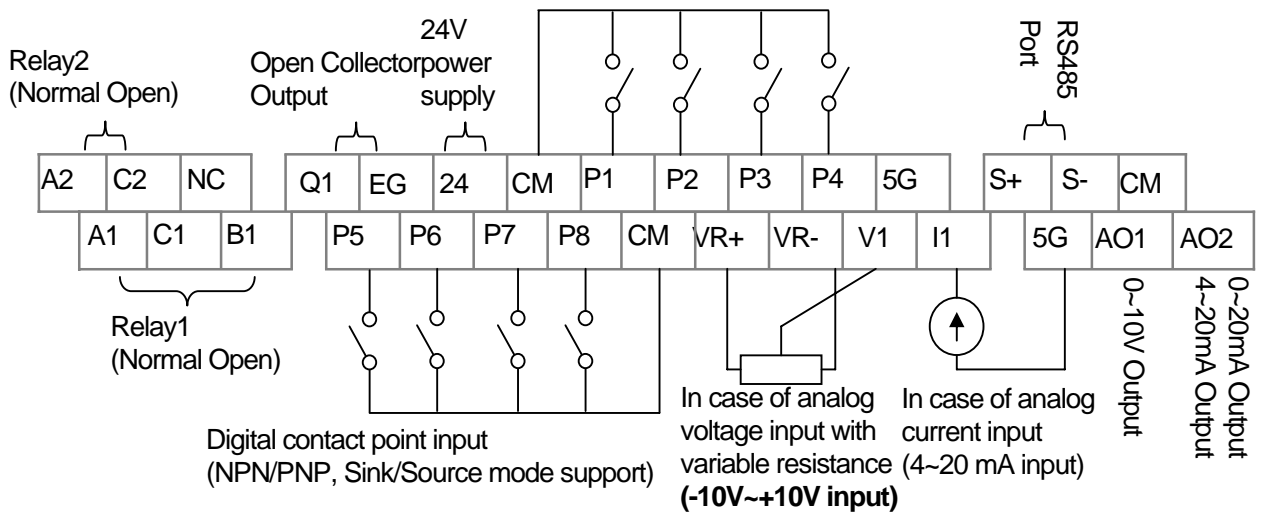 Relay2
(Normal Open)
Open Collector
Output
24V
power
supply
RS485
Port
A2 C2 NC Q1 EG 24 CM P1 P2 P3 P4 5G S+ S- CM
A1 C1 B1 P5 P6 P7 P8 CM VR+ VR- V1 I1 5G AO1 AO2
Relay1
(Normal Open)
Digital contact point input
(NPN/PNP, Sink/Source mode support)
In case of analog
voltage input with
variable resistance
(-10V~+10V input)
In case of analog
current input
(4~20 mA input)
0~10V Output
0~20mA Output
4~20mA Output